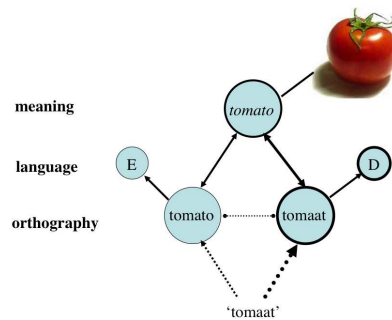 meaning
tomato
language
E
D
orthography
tomato
tomaat
'tomaat'